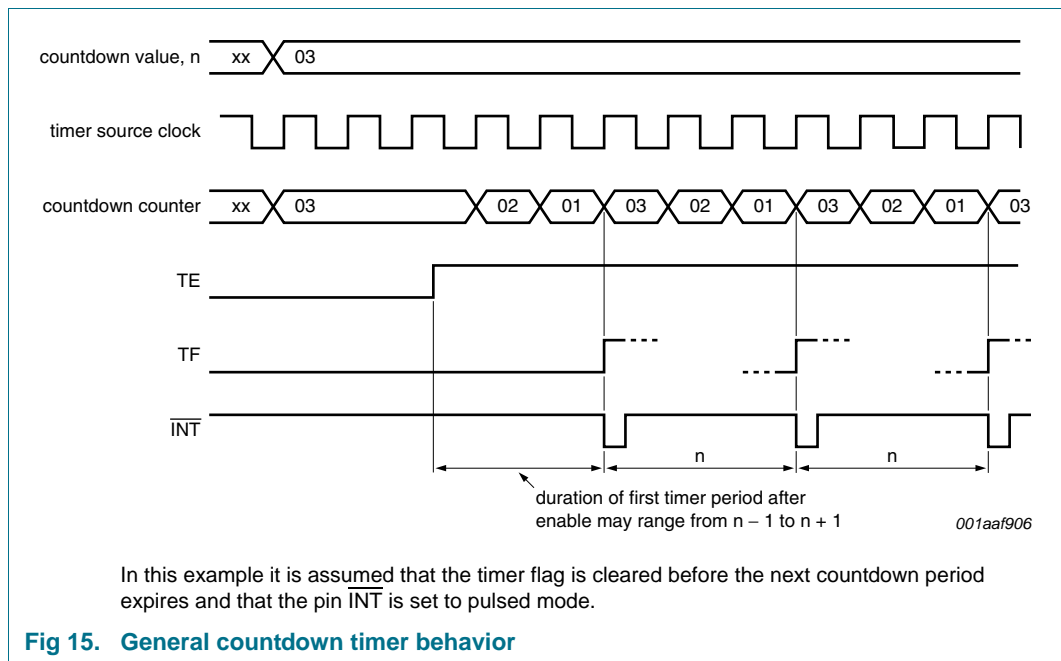 countdown value, n xx 03
timer source clock
countdown counter xx 03 02 01 03 02 01 03 02 01 03
TE
TF
INT
n n
duration of first timer period after
enable may range from n − 1 to n + 1
001aaf906
In this example it is assumed that the timer flag is cleared before the next countdown period
expires and that the pin INT is set to pulsed mode.
Fig 15. General countdown timer behavior